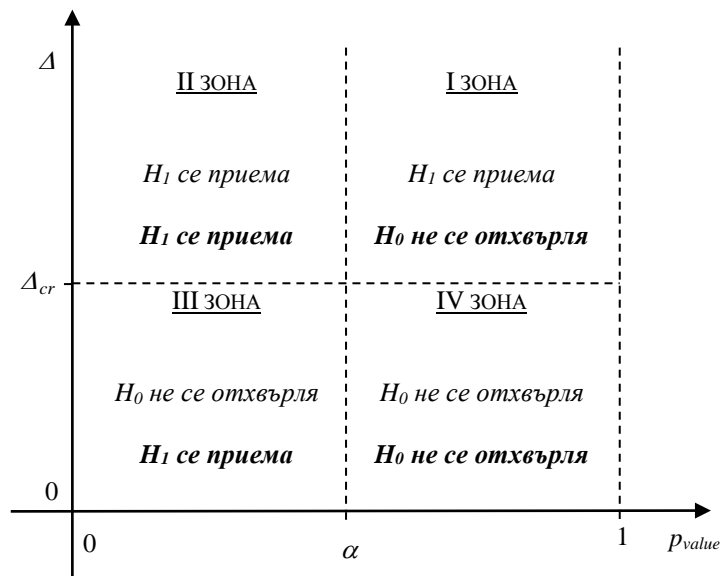 Δ
II ЗОНА
I ЗОНА
H1 се приема
H1 се приема
H1 се приема
H0 не се отхвърля
Δcr
III ЗОНА
IV ЗОНА
H0 не се отхвърля
H0 не се отхвърля
H1 се приема
H0 не се отхвърля
0
0
α
1
pvalue